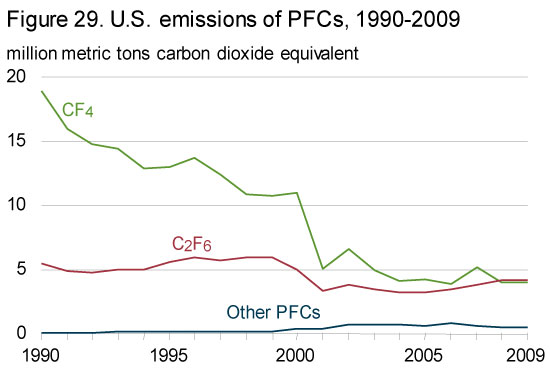 Figure 29. U.S. emissions of PFCs, 1990-2009
million metric tons carbon dioxide equivalent
20
CF4
15
10
C2F6
5
Other PFCs
0
1990 1995 2000 2005 2009